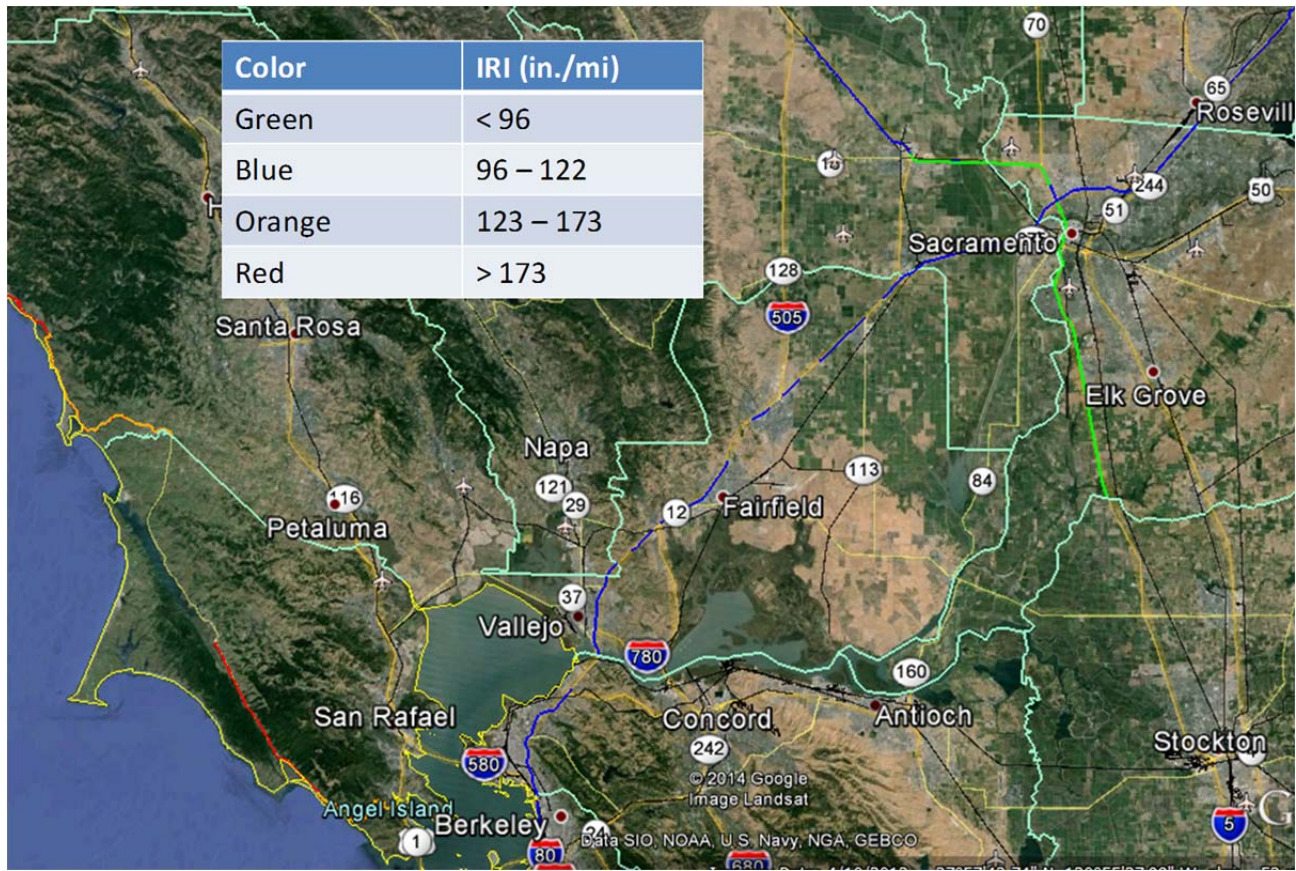 Color IRI (in./mi)
Green < 96
Blue 96 – 122
Orange 123 – 173
Red > 173
70
65
Rosevill
244
50
51
Sacramento
128
505
Santa Rosa
Elk Grove
Napa
121
29
113
84
116
12
Fairfield
Petaluma
37
Vallejo
780
160
San Rafael
Concord
Antioch
242
Stockton
580
© 2014 Google
Image Landsat
Angel Island
1
Berkeley
24
80
5
G
Data SIO, NOAA, U.S. Navy, NGA, GEBCO
680